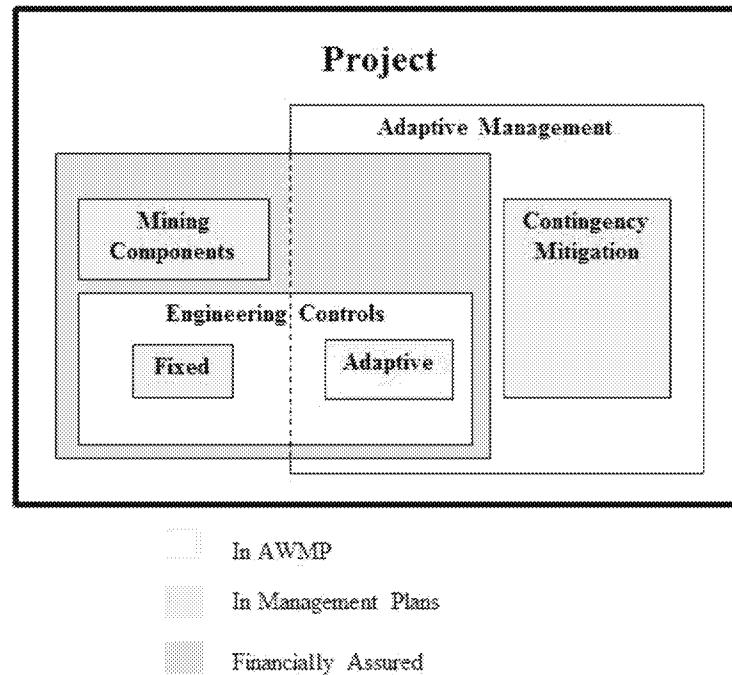 Project
Adaptive Management
Mining
Components
Contingency
Mitigation
Engineering Controls
Fixed
Adaptive
In AWMP
In Management Plans
Financially Assured